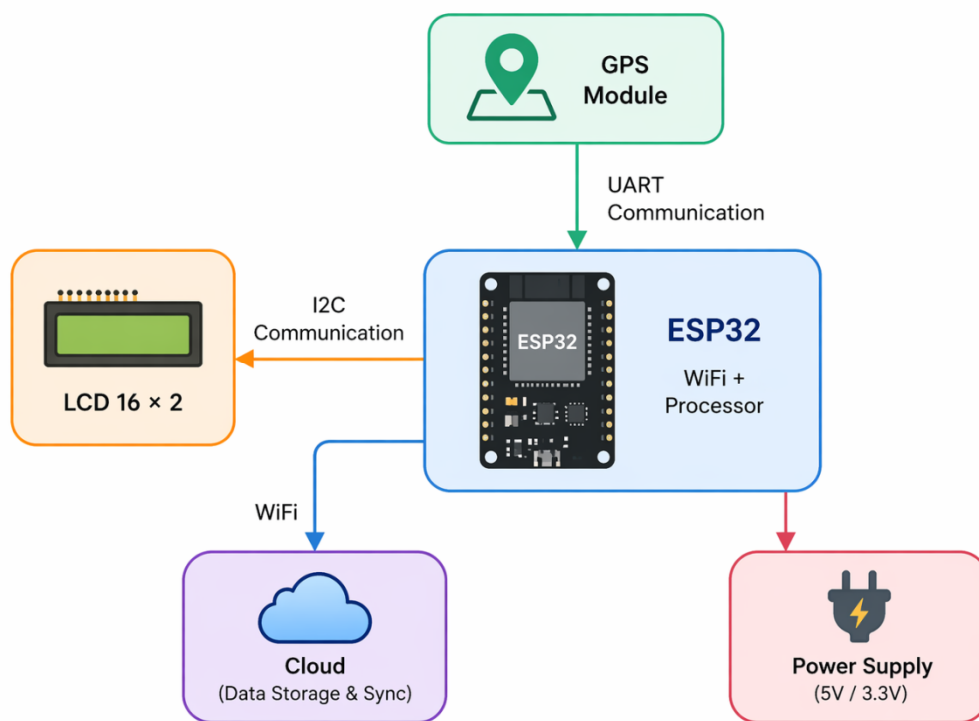 GPS
Module
UART
Communication
I2C
Communication
LCD 16 × 2
ESP32
ESP32
WiFi +
Processor
WiFi
Cloud
(Data Storage & Sync)
Power Supply
(5V / 3.3V)